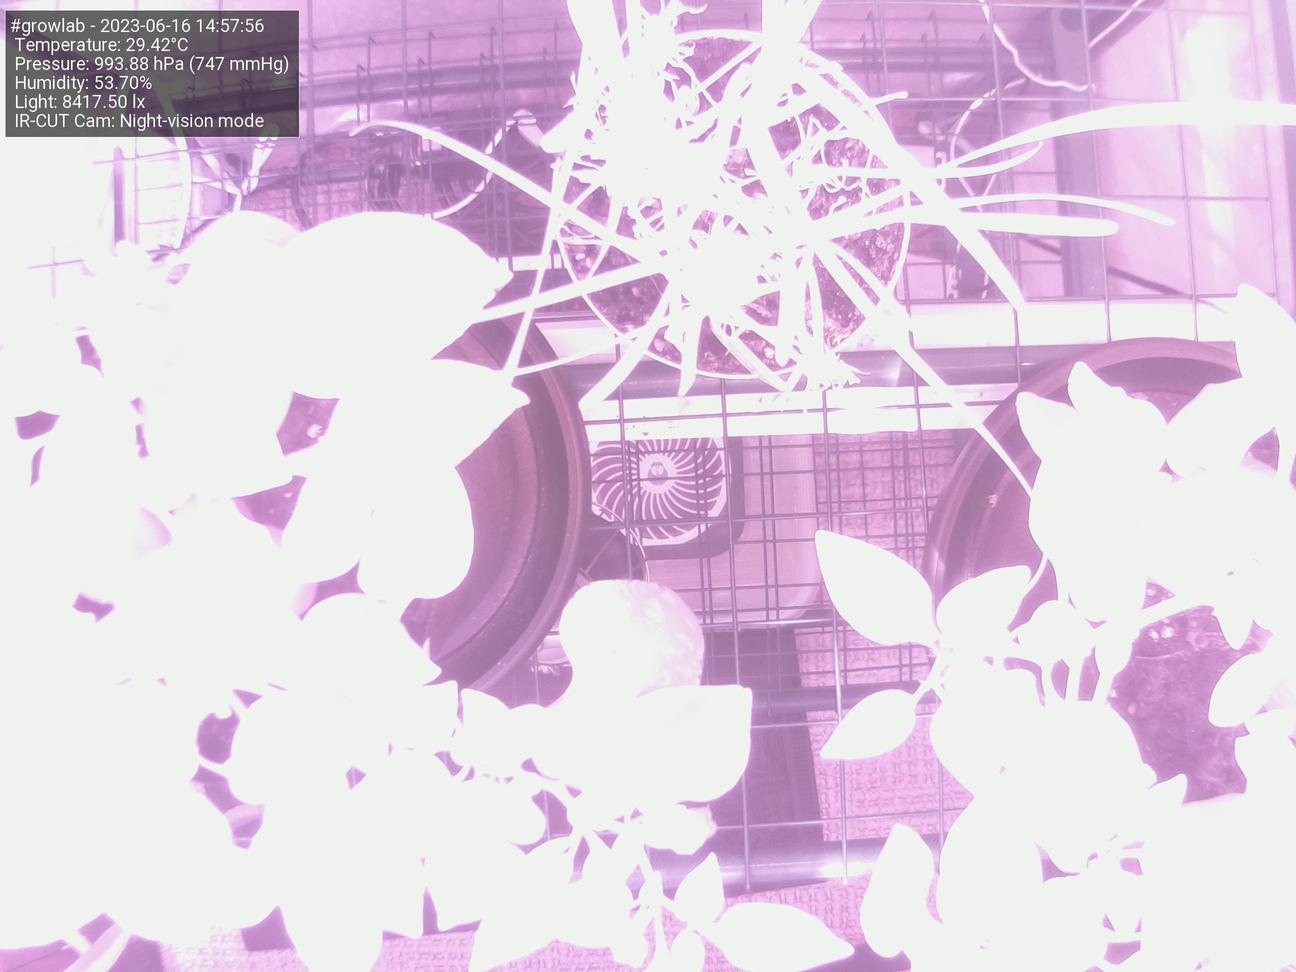 #growlab - 2023-06-16 14:57:56
Temperature: 29.42°C
Pressure: 993.88 hPa (747 mmHg)
Humidity: 53.70%
Light: 8417.50 lx
IR-CUT Cam: Night-vision mode